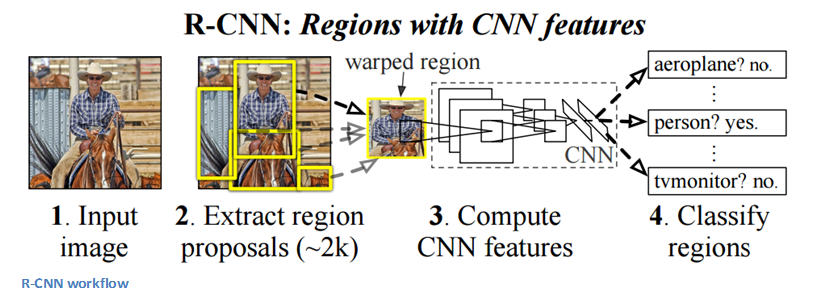 R-CNN: Regions with CNN features
warped region
aeroplane? no.
⋮
person? yes.
⋮
tvmonitor? no.
CNN
1. Input
image
2. Extract region
proposals (~2k)
3. Compute
CNN features
4. Classify
regions
R-CNN workflow